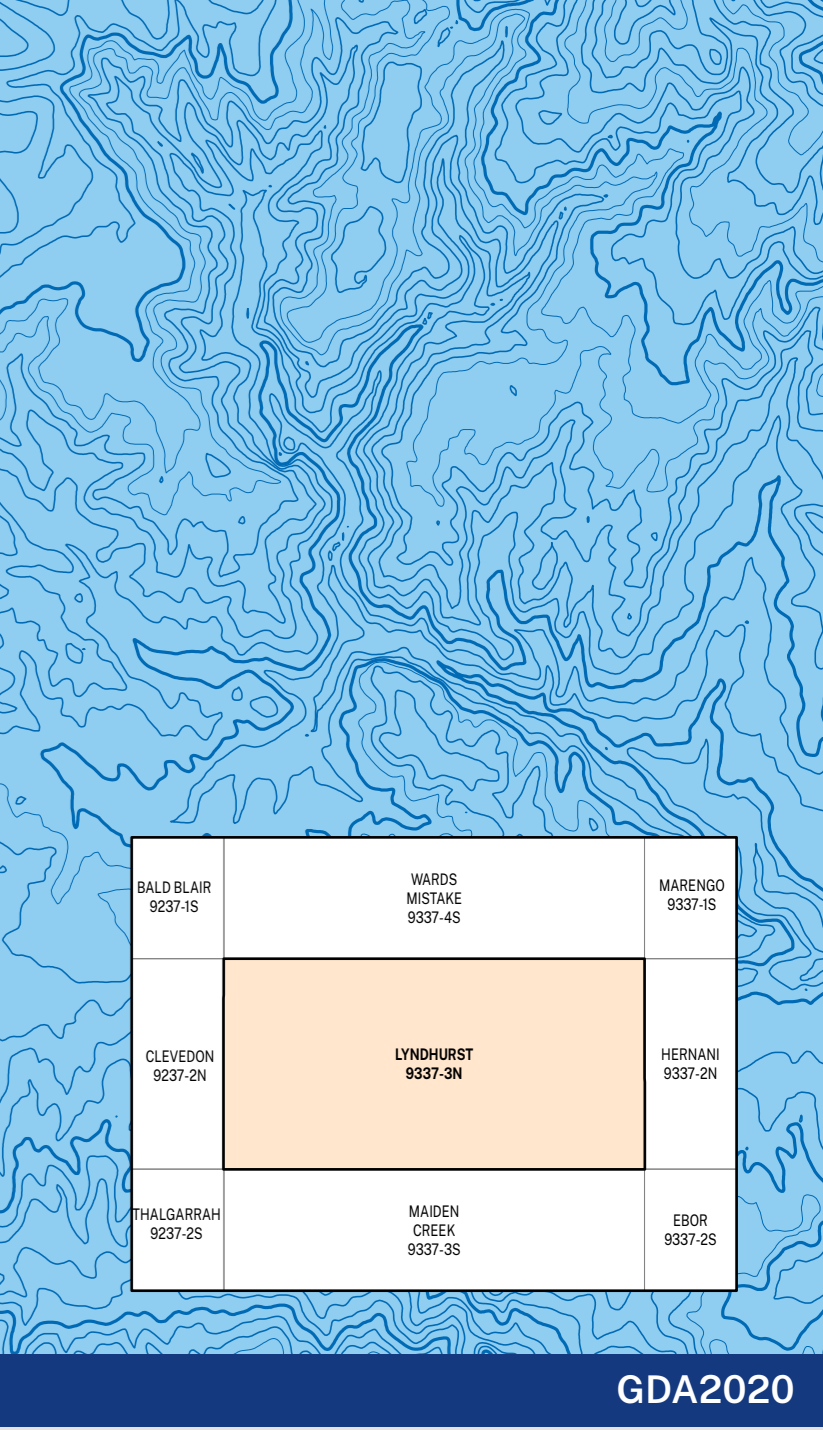 BALD BLAIR
9237-1S
WARDS
MISTAKE
9337-4S
MARENGO
9337-1S
CLEVEDON
9237-2N
LYNDHURST
9337-3N
HERNANI
9337-2N
THALGARRAH
9237-2S
MAIDEN
CREEK
9337-3S
EBOR
9337-2S
GDA2020